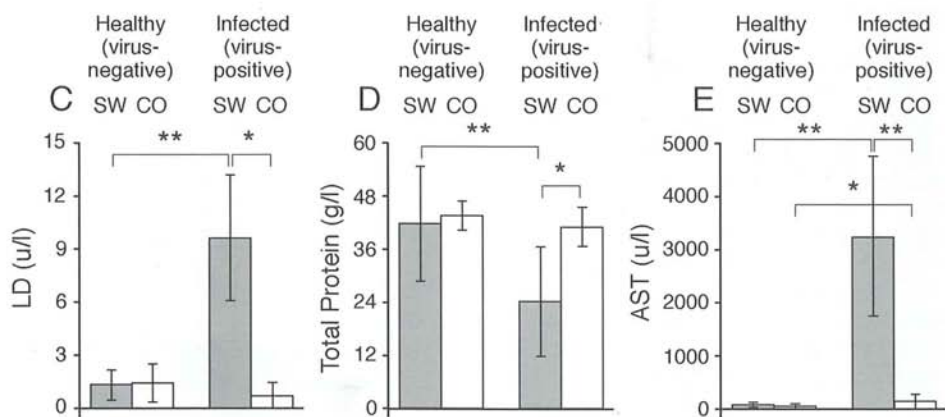 Healthy
(virus-
negative)
Infected
(virus-
positive)
C
SW CO
SW CO
**
*
15
12
9
6
3
0
LD (u/l)
Healthy
(virus-
negative)
Infected
(virus-
positive)
D
SW CO
SW CO
**
*
60
48
36
24
12
0
Total Protein (g/l)
Healthy
(virus-
negative)
Infected
(virus-
positive)
E
SW CO
SW CO
**
**
*
5000
4000
3000
2000
1000
0
AST (u/l)